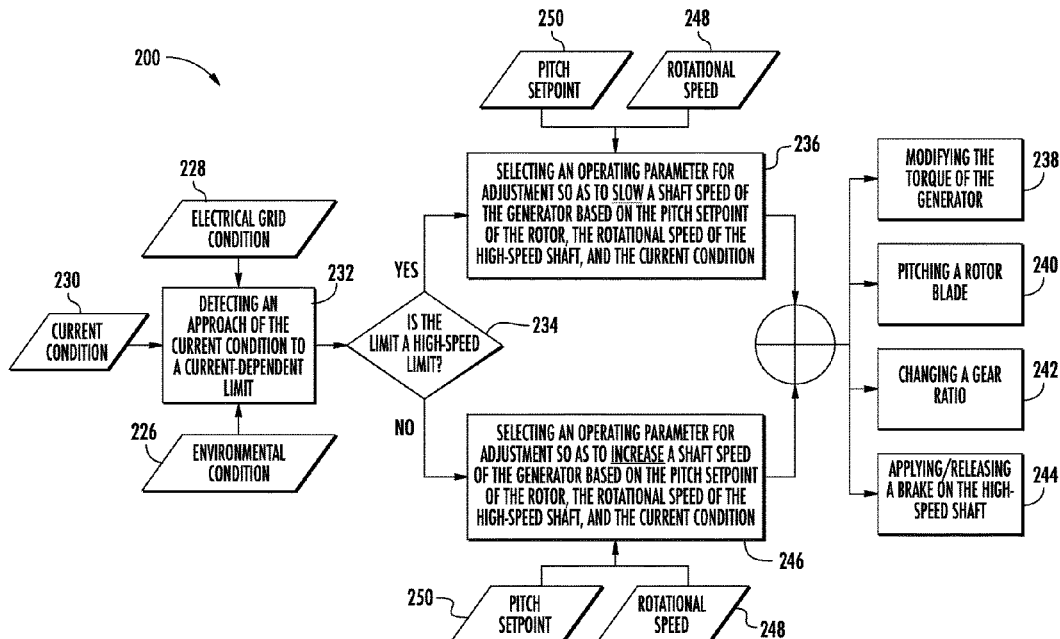 250
248
200
PITCH
SETPOINT
ROTATIONAL
SPEED
236
SELECTING AN OPERATING PARAMETER FOR
ADJUSTMENT SO AS TO SLOW A SHAFT SPEED OF
THE GENERATOR BASED ON THE PITCH SETPOINT
OF THE ROTOR, THE ROTATIONAL SPEED OF THE
HIGH-SPEED SHAFT, AND THE CURRENT CONDITION
228
ELECTRICAL GRID
CONDITION
230
CURRENT
CONDITION
232
DETECTING AN
APPROACH OF THE
CURRENT CONDITION TO
A CURRENT-DEPENDENT
LIMIT
226
ENVIRONMENTAL
CONDITION
YES
IS THE
LIMIT A HIGH-SPEED
LIMIT?
234
NO
SELECTING AN OPERATING PARAMETER FOR
ADJUSTMENT SO AS TO INCREASE A SHAFT SPEED
OF THE GENERATOR BASED ON THE PITCH SETPOINT
OF THE ROTOR, THE ROTATIONAL SPEED OF THE
HIGH-SPEED SHAFT, AND THE CURRENT CONDITION
246
250
PITCH
SETPOINT
ROTATIONAL
SPEED
248
MODIFYING THE
TORQUE OF THE
GENERATOR
238
PITCHING A ROTOR
BLADE
240
CHANGING A GEAR
RATIO
242
APPLYING/RELEASING
A BRAKE ON THE HIGH-
SPEED SHAFT
244